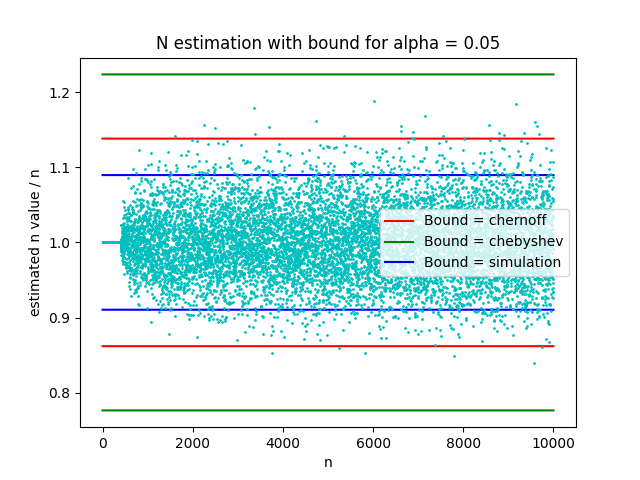 N estimation with bound for alpha = 0.05
estimated n value / n
1.2
1.1
1.0
0.9
0.8
Bound = chernoff
Bound = chebyshev
Bound = simulation
0
2000
4000
6000
8000
10000
n